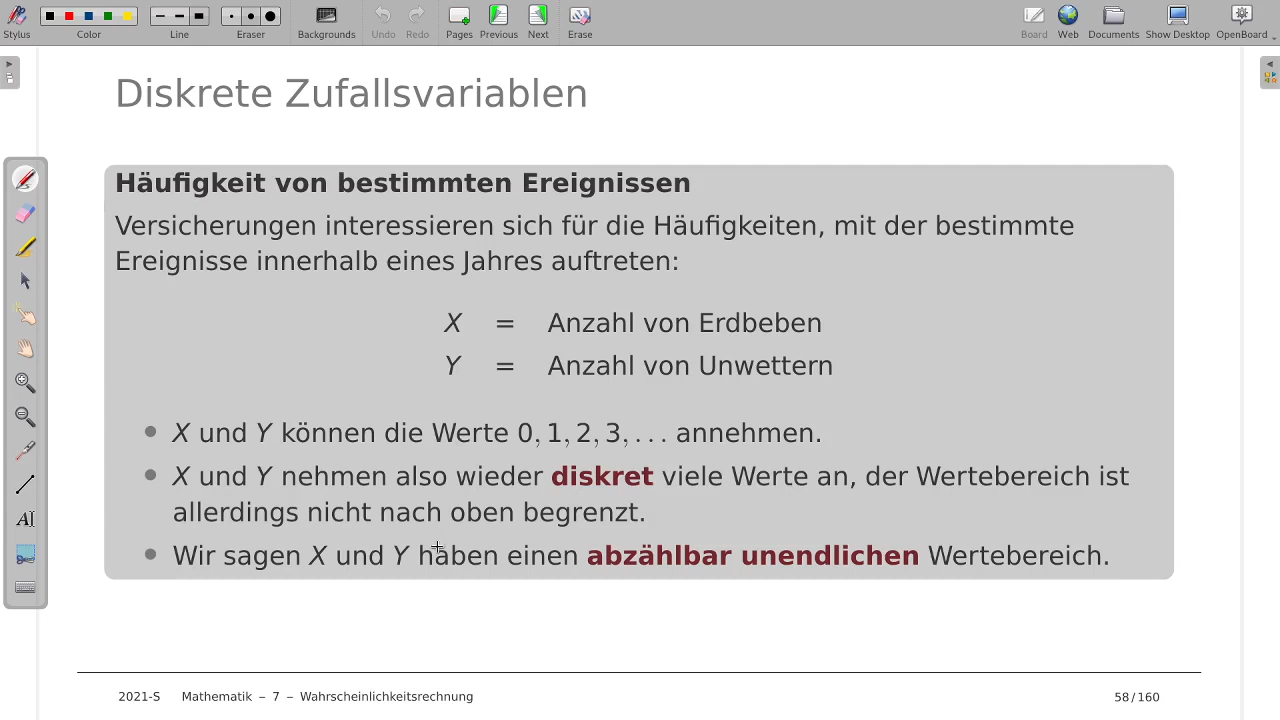 Stylus Color Line Eraser Backgrounds Undo Redo Pages Previous Next Erase Board Web Documents Show Desktop OpenBoard
Diskrete Zufallsvariablen
Häufigkeit von bestimmten Ereignissen
Versicherungen interessieren sich für die Häufigkeiten, mit der bestimmte
Ereignisse innerhalb eines Jahres auftreten:
X = Anzahl von Erdbeben
Y = Anzahl von Unwettern
• X und Y können die Werte 0, 1, 2, 3, . . . annehmen.
• X und Y nehmen also wieder diskret viele Werte an, der Wertebereich ist
allerdings nicht nach oben begrenzt.
• Wir sagen X und Y haben einen abzählbar unendlichen Wertebereich.
2021-S Mathematik – 7 – Wahrscheinlichkeitsrechnung 58/160